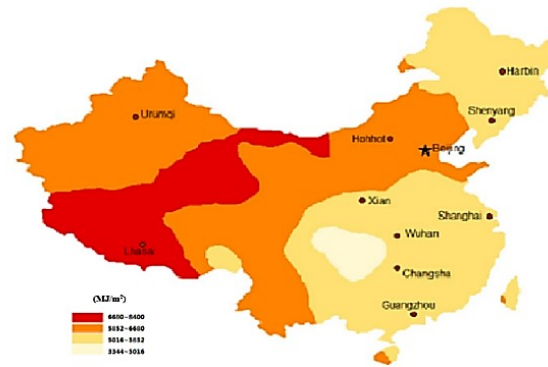 Harbin
Urumqi
Shenyang
Hohhot
Beijing
Xian
Shanghai
Lhasa
Wuhan
Changsha
Guangzhou
(MJ/m²)
6680~8400
5852~6680
5016~5852
3344~5016